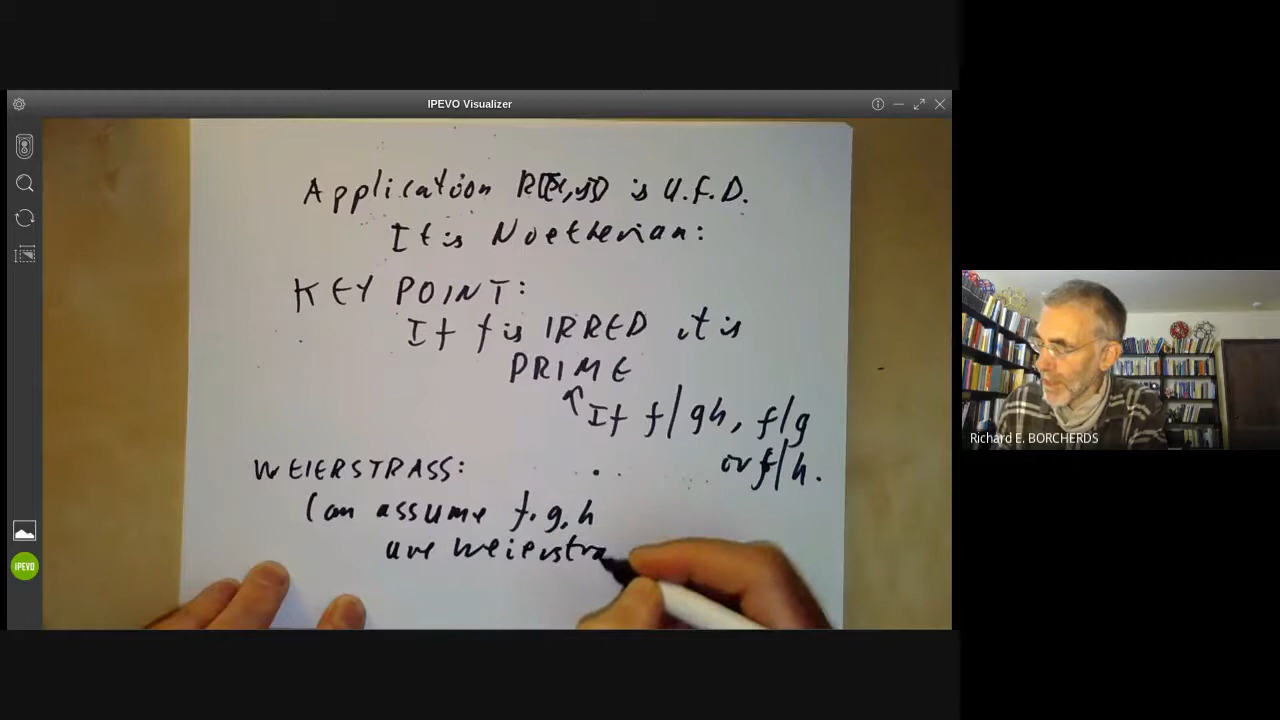 IPEVO Visualizer
Application R[[x,y]] is U.F.D.
It is Noetherian:
KEY POINT:
If f is IRRED it is
PRIME
If f|gh, f|g
or f|h.
WEIERSTRASS:
Can assume f, g, h
are Weierstra
IPEVO
Richard E. BORCHERDS